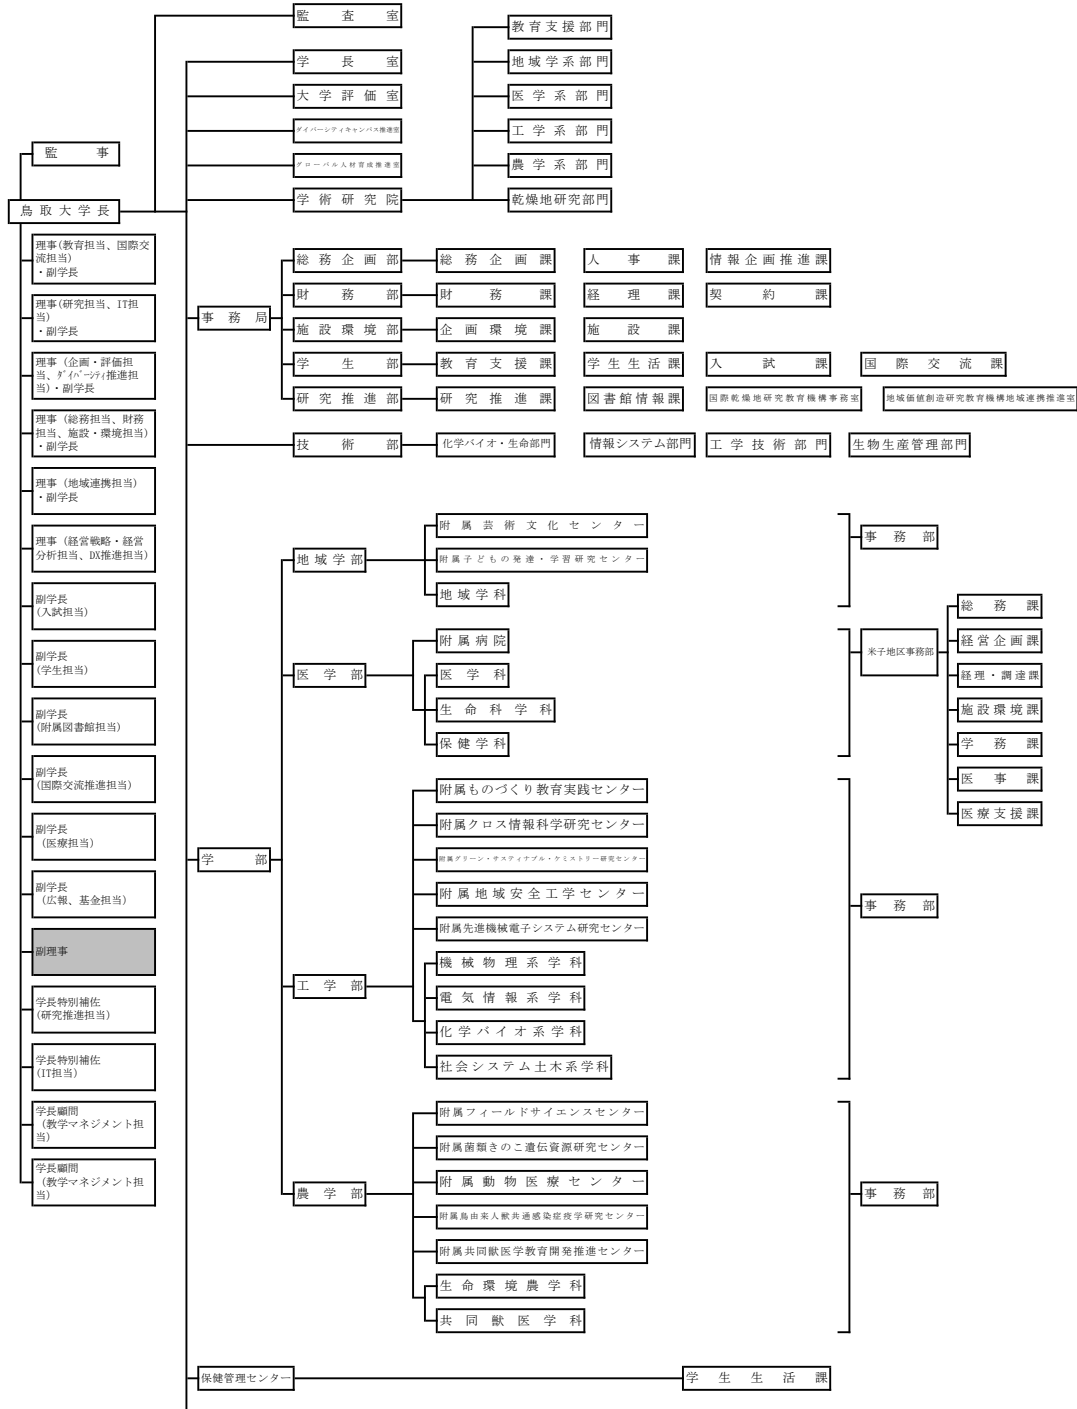 監査室
学長室
大学評価室
ダイバーシティキャンパス推進室
グローバル人材育成推進室
学術研究院
教育支援部門
地域学系部門
医学系部門
工学系部門
農学系部門
乾燥地研究部門
監事
鳥取大学長
理事(教育担当、国際交
流担当)
・副学長
理事(研究担当、IT担
当)
・副学長
理事（企画・評価担
当、ﾀﾞｲﾊﾞｰｼﾃｨ推進担
当）・副学長
理事（総務担当、財務
担当、施設・環境担当）
・副学長
理事（地域連携担当）
・副学長
理事（経営戦略・経営
分析担当、DX推進担当）
副学長
(入試担当)
副学長
(学生担当)
副学長
(附属図書館担当)
副学長
(国際交流推進担当)
副学長
（医療担当）
副学長
（広報、基金担当）
副理事
学長特別補佐
(研究推進担当)
学長特別補佐
(IT担当)
学長顧問
（教学マネジメント担
当）
学長顧問
（教学マネジメント担
当）
事務局
総務企画部 総務企画課 人事課 情報企画推進課
財務部 財務課 経理課 契約課
施設環境部 企画環境課 施設課
学生部 教育支援課 学生生活課 入試課 国際交流課
研究推進部 研究推進課 図書館情報課 国際乾燥地研究教育機構事務室 地域価値創造研究教育機構地域連携推進室
技術部 化学バイオ・生命部門 情報システム部門 工学技術部門 生物生産管理部門
学部
地域学部
附属芸術文化センター
附属子どもの発達・学習研究センター
地域学科
事務部
医学部
附属病院
医学科
生命科学科
保健学科
米子地区事務部
総務課
経営企画課
経理・調達課
施設環境課
学務課
医事課
医療支援課
工学部
附属ものづくり教育実践センター
附属クロス情報科学研究センター
附属グリーン・サスティナブル・ケミストリー研究センター
附属地域安全工学センター
附属先進機械電子システム研究センター
機械物理系学科
電気情報系学科
化学バイオ系学科
社会システム土木系学科
事務部
農学部
附属フィールドサイエンスセンター
附属菌類きのこ遺伝資源研究センター
附属動物医療センター
附属鳥由来人獣共通感染症疫学研究センター
附属共同獣医学教育開発推進センター
生命環境農学科
共同獣医学科
事務部
保健管理センター 学生生活課